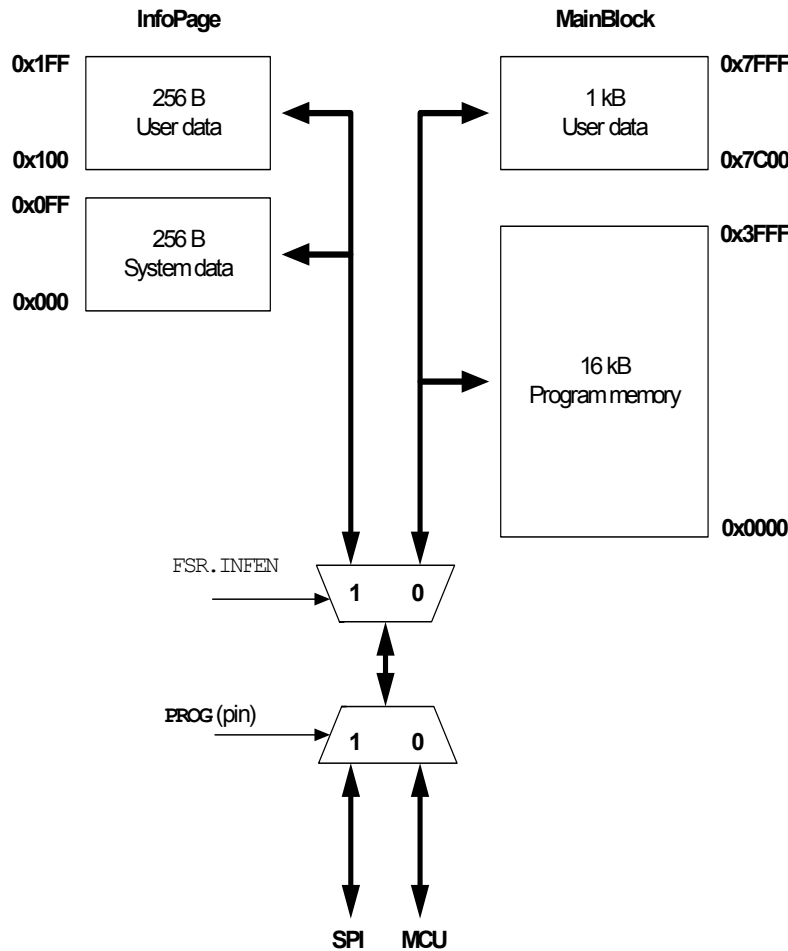 InfoPage
MainBlock
0x1FF
256 B
User data
0x100
0x0FF
256 B
System data
0x000
1 kB
User data
0x7FFF
0x7C00
0x3FFF
16 kB
Program memory
0x0000
FSR.INFEN
1 0
PROG (pin)
1 0
SPI MCU